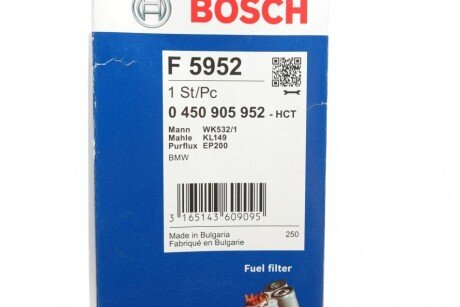 BOSCH
F 5952
1 St/Pc
0 450 905 952 - HCT
Mann WK532/1
Mahle KL149
Purflux EP200
BMW
3 165143 609095
Made in Bulgaria 250
Fabriqué en Bulgarie
Fuel filter